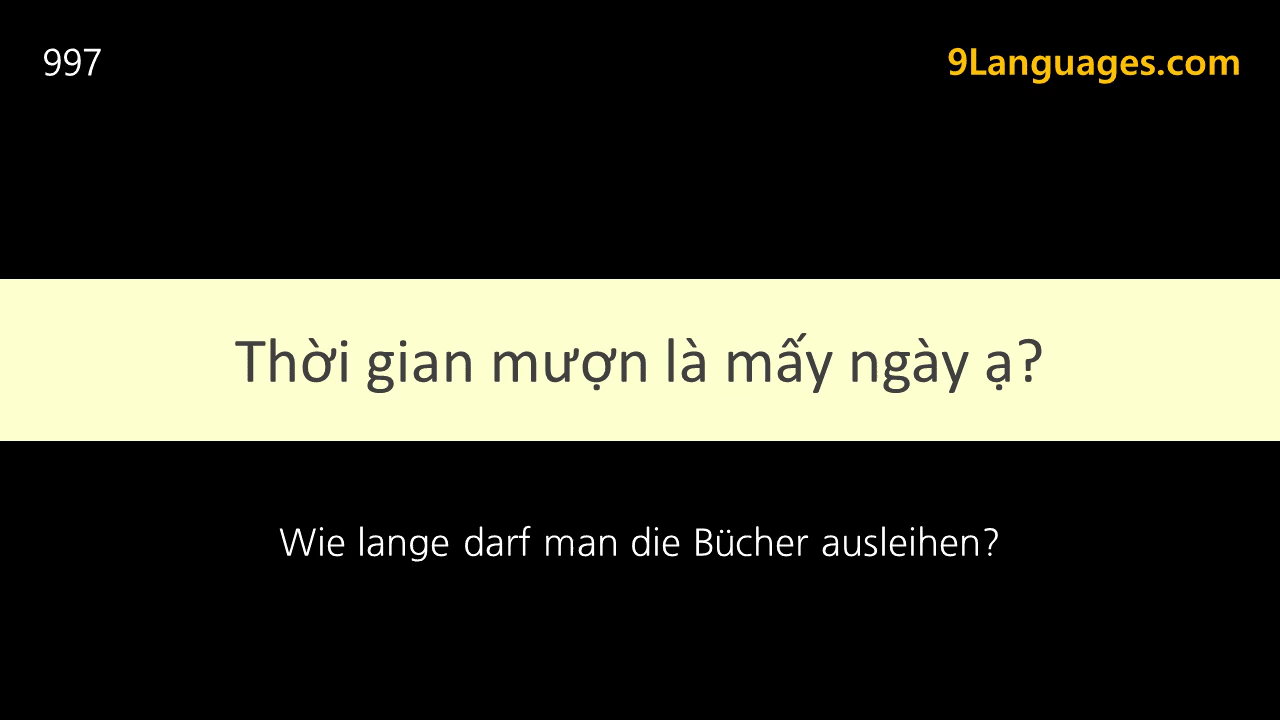 997
9Languages.com
Thời gian mượn là mấy ngày ạ?
Wie lange darf man die Bücher ausleihen?